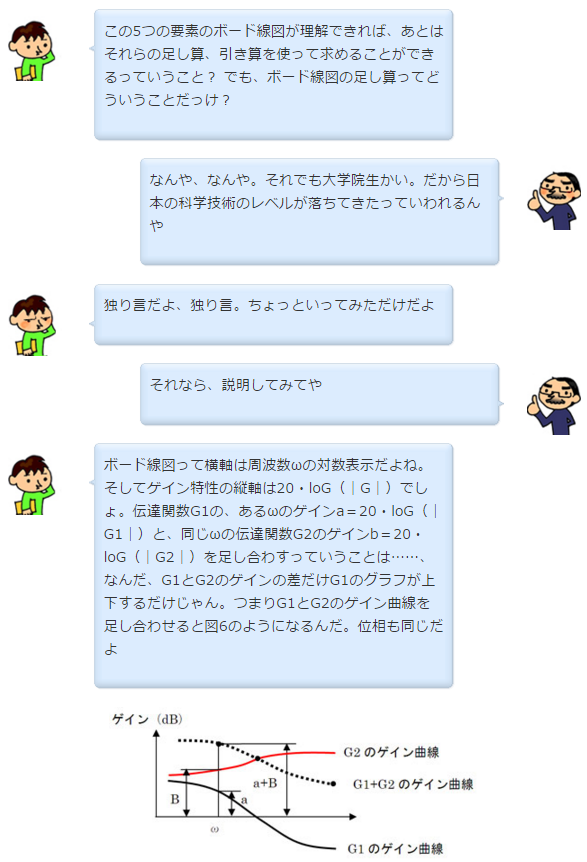 この5つの要素のボード線図が理解できれば、あとは
それらの足し算、引き算を使って求めることができ
るっていうこと？ でも、ボード線図の足し算ってど
ういうことだっけ？
なんや、なんや。それでも大学院生かい。だから日
本の科学技術のレベルが落ちてきたっていわれるん
や
独り言だよ、独り言。ちょっといってみただけだよ
それなら、説明してみてや
ボード線図って横軸は周波数ωの対数表示だよね。
そしてゲイン特性の縦軸は20・loG（｜G｜）でし
ょ。伝達関数G1の、あるωのゲインa＝20・loG（｜
G1｜）と、同じωの伝達関数G2のゲインb＝20・
loG（｜G2｜）を足し合わすっていうことは……、
なんだ、G1とG2のゲインの差だけG1のグラフが上
下するだけじゃん。つまりG1とG2のゲイン曲線を
足し合わせると図6のようになるんだ。位相も同じだ
よ
ゲイン（dB）
G2 のゲイン曲線
a+B
G1+G2 のゲイン曲線
B
a
ω
G1 のゲイン曲線